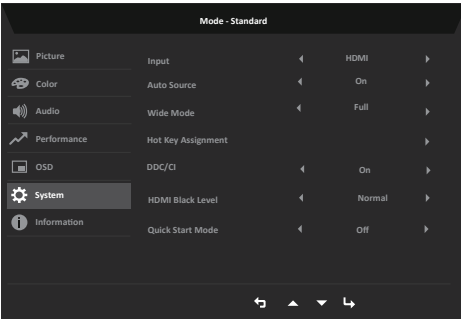 Mode - Standard
Picture
Color
Audio
Performance
OSD
System
Information
Input HDMI
Auto Source On
Wide Mode Full
Hot Key Assignment
DDC/CI On
HDMI Black Level Normal
Quick Start Mode Off